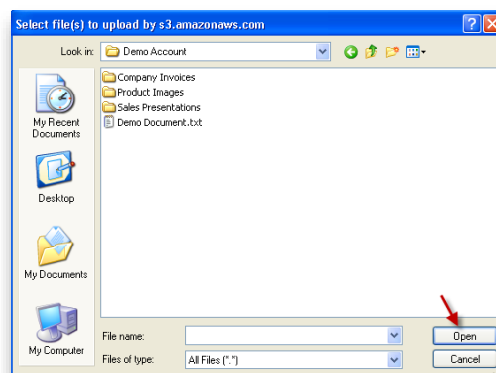 Select file(s) to upload by s3.amazonaws.com
Look in: Demo Account
Company Invoices
Product Images
Sales Presentations
Demo Document.txt
My Recent
Documents
Desktop
My Documents
My Computer
File name: Open
Files of type: All Files (*.*) Cancel